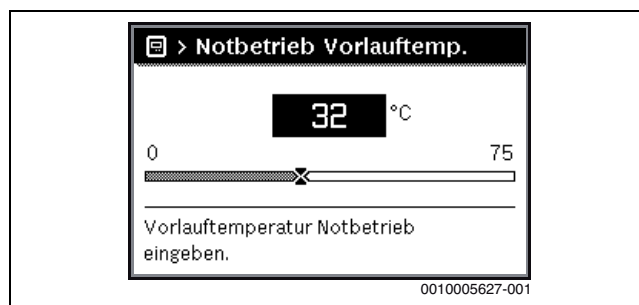 > Notbetrieb Vorlauftemp.
32 °C
0 75
Vorlauftemperatur Notbetrieb
eingeben.
0010005627-001